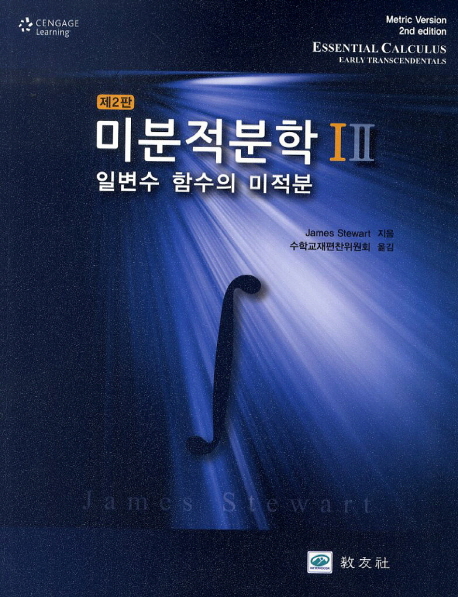 CENGAGE
Learning
Metric Version
2nd edition
ESSENTIAL CALCULUS
EARLY TRANSCENDENTALS
제2판
미분적분학 I II
일변수 함수의 미적분
James Stewart 지음
수학교재편찬위원회 옮김
James Stewart
敎友社